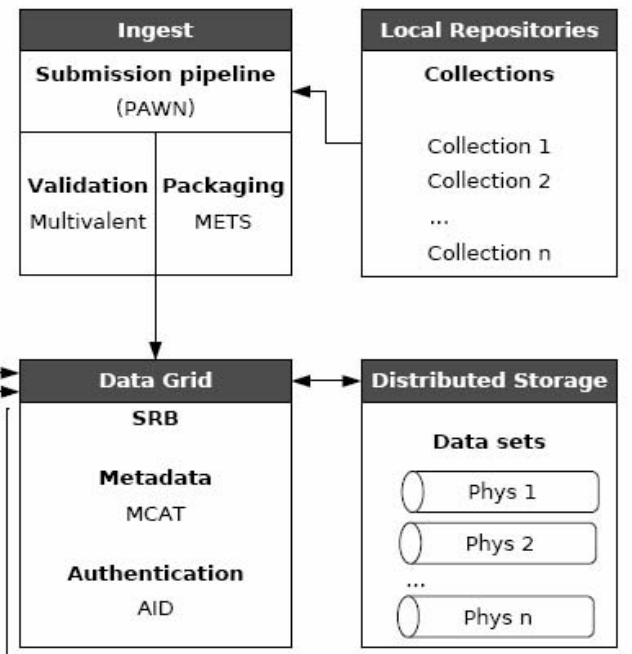 Ingest
Submission pipeline
(PAWN)
Validation
Multivalent
Packaging
METS
Local Repositories
Collections
Collection 1
Collection 2
...
Collection n
Data Grid
SRB
Metadata
MCAT
Authentication
AID
Distributed Storage
Data sets
Phys 1
Phys 2
...
Phys n